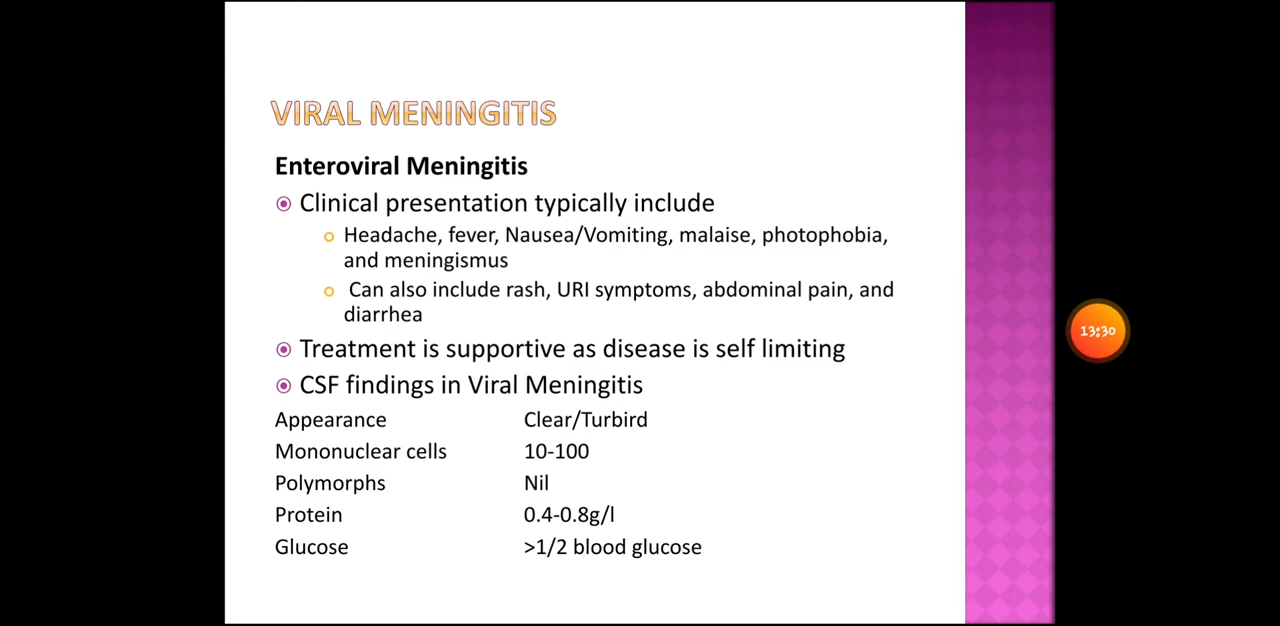 VIRAL MENINGITIS
Enteroviral Meningitis
Clinical presentation typically include
Headache, fever, Nausea/Vomiting, malaise, photophobia,
and meningismus
Can also include rash, URI symptoms, abdominal pain, and
diarrhea
Treatment is supportive as disease is self limiting
CSF findings in Viral Meningitis
Appearance Clear/Turbird
Mononuclear cells 10-100
Polymorphs Nil
Protein 0.4-0.8g/l
Glucose >1/2 blood glucose
13:30